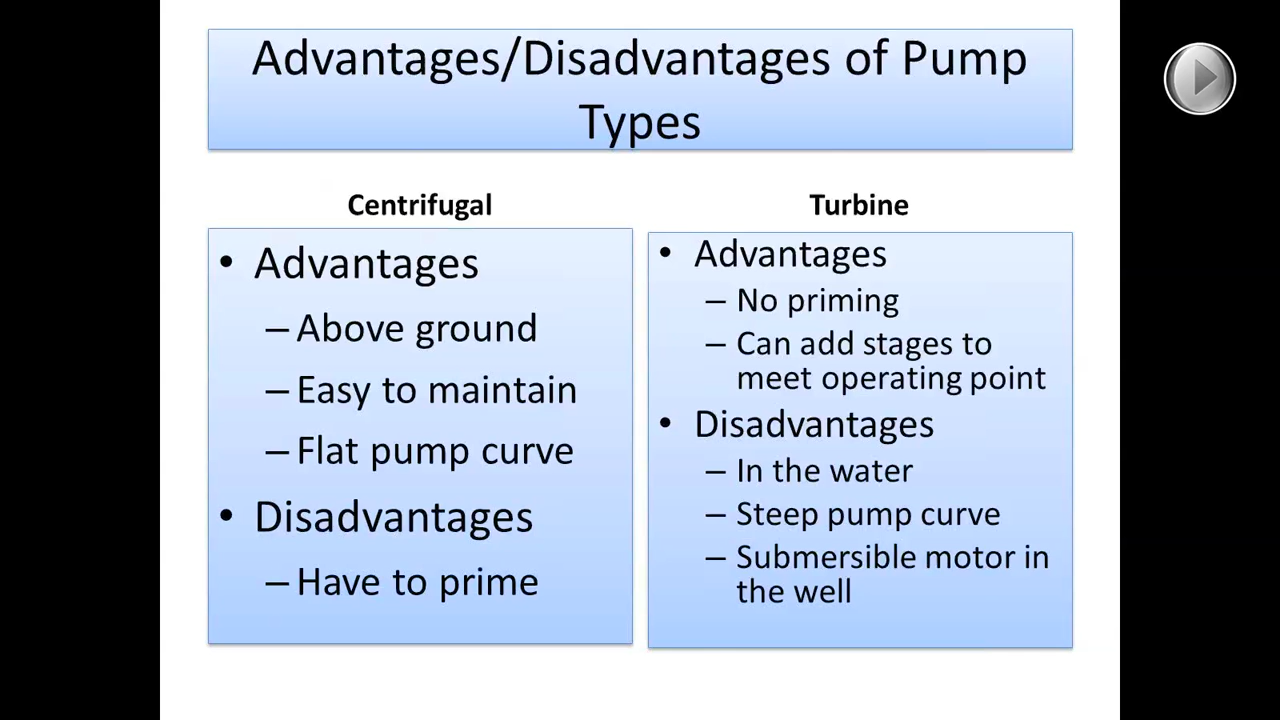 Advantages/Disadvantages of Pump
Types
Centrifugal
• Advantages
– Above ground
– Easy to maintain
– Flat pump curve
• Disadvantages
– Have to prime
Turbine
• Advantages
– No priming
– Can add stages to
meet operating point
• Disadvantages
– In the water
– Steep pump curve
– Submersible motor in
the well